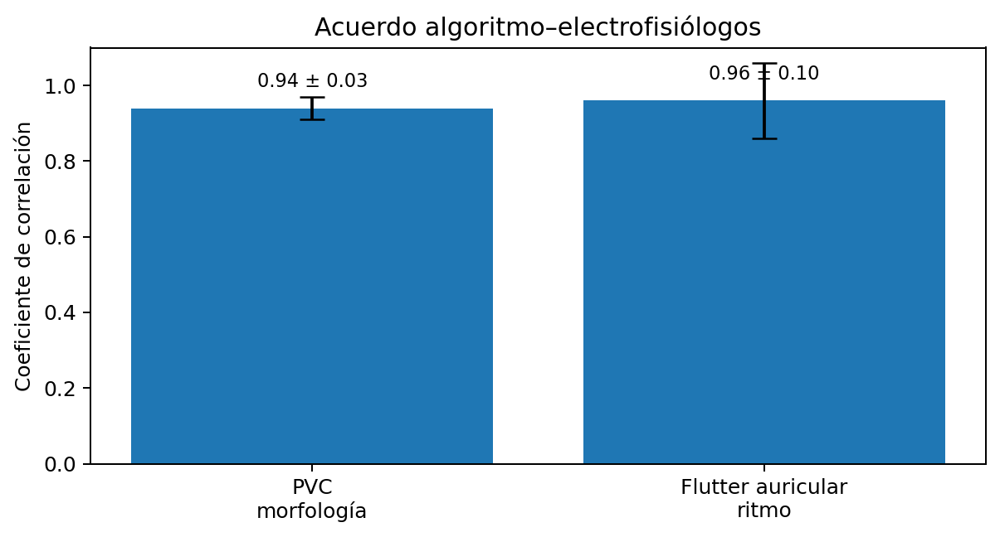 Acuerdo algoritmo–electrofisiólogos
0.94 ± 0.03
0.96 ± 0.10
Coeficiente de correlación
1.0
0.8
0.6
0.4
0.2
0.0
PVC
morfología
Flutter auricular
ritmo